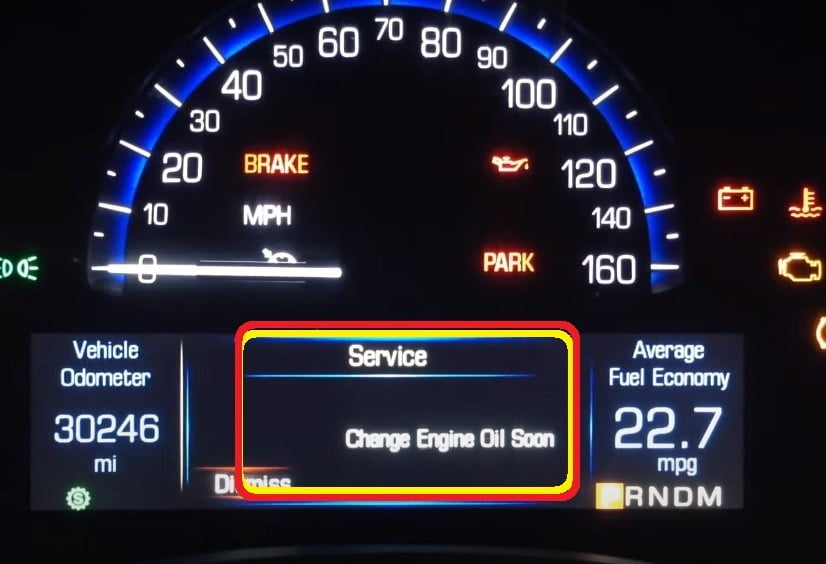 70
60 80
50 90
40 100
30 110
20 BRAKE 120
10 MPH 140
0 PARK 160
Vehicle
Odometer
30246
mi
Service
Change Engine Oil Soon
Dismiss
Average
Fuel Economy
22.7
mpg
PRNDM